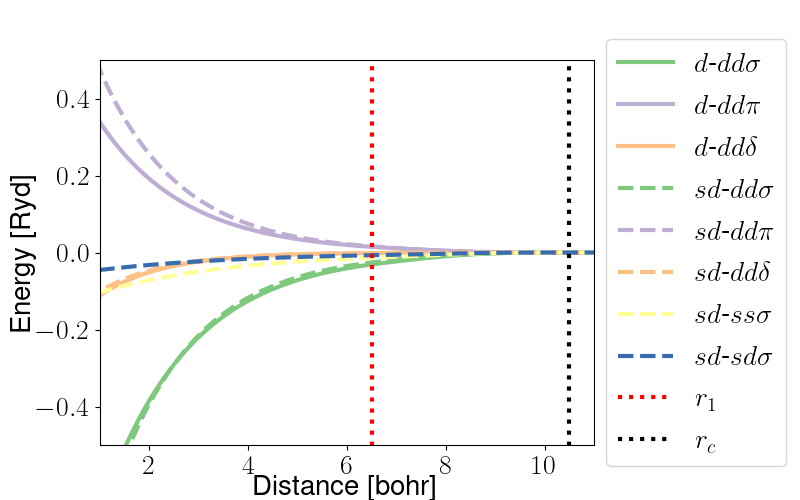 Energy [Ryd]
0.4
0.2
0.0
−0.2
−0.4
2 4 6 8 10
Distance [bohr]
d-ddσ
d-ddπ
d-ddδ
sd-ddσ
sd-ddπ
sd-ddδ
sd-ssσ
sd-sdσ
r₁
r_c